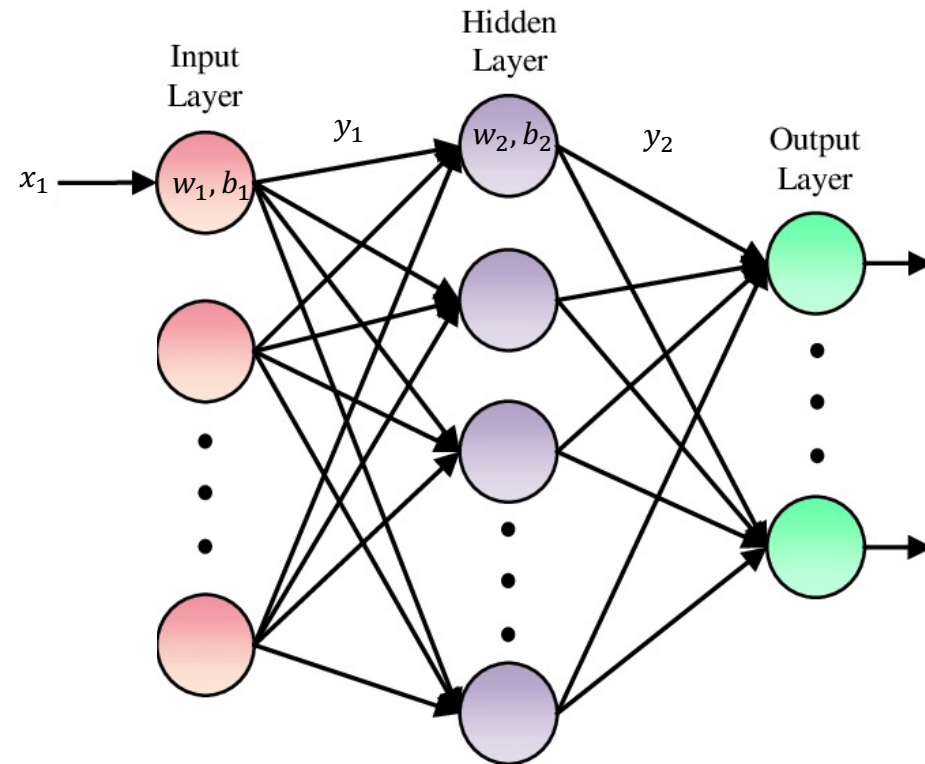 Input
Layer
Hidden
Layer
Output
Layer
x₁
w₁, b₁
y₁
w₂, b₂
y₂